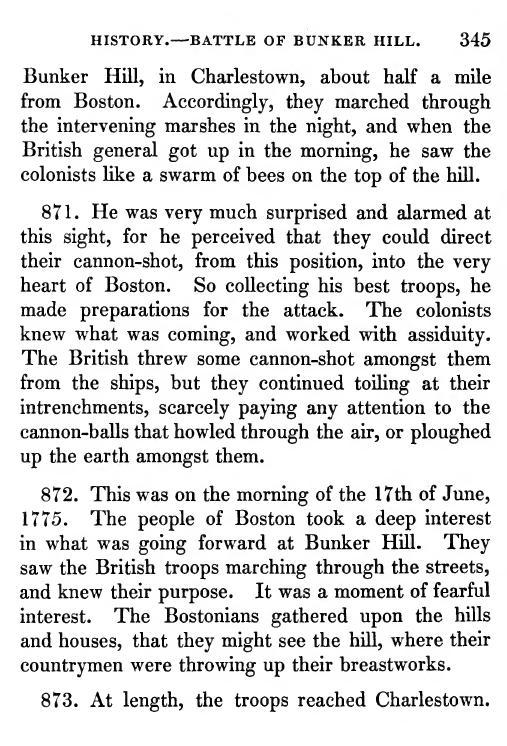 HISTORY.—BATTLE OF BUNKER HILL. 345
Bunker Hill, in Charlestown, about half a mile
from Boston. Accordingly, they marched through
the intervening marshes in the night, and when the
British general got up in the morning, he saw the
colonists like a swarm of bees on the top of the hill.
871. He was very much surprised and alarmed at
this sight, for he perceived that they could direct
their cannon-shot, from this position, into the very
heart of Boston. So collecting his best troops, he
made preparations for the attack. The colonists
knew what was coming, and worked with assiduity.
The British threw some cannon-shot amongst them
from the ships, but they continued toiling at their
intrenchments, scarcely paying any attention to the
cannon-balls that howled through the air, or ploughed
up the earth amongst them.
872. This was on the morning of the 17th of June,
1775. The people of Boston took a deep interest
in what was going forward at Bunker Hill. They
saw the British troops marching through the streets,
and knew their purpose. It was a moment of fearful
interest. The Bostonians gathered upon the hills
and houses, that they might see the hill, where their
countrymen were throwing up their breastworks.
873. At length, the troops reached Charlestown.